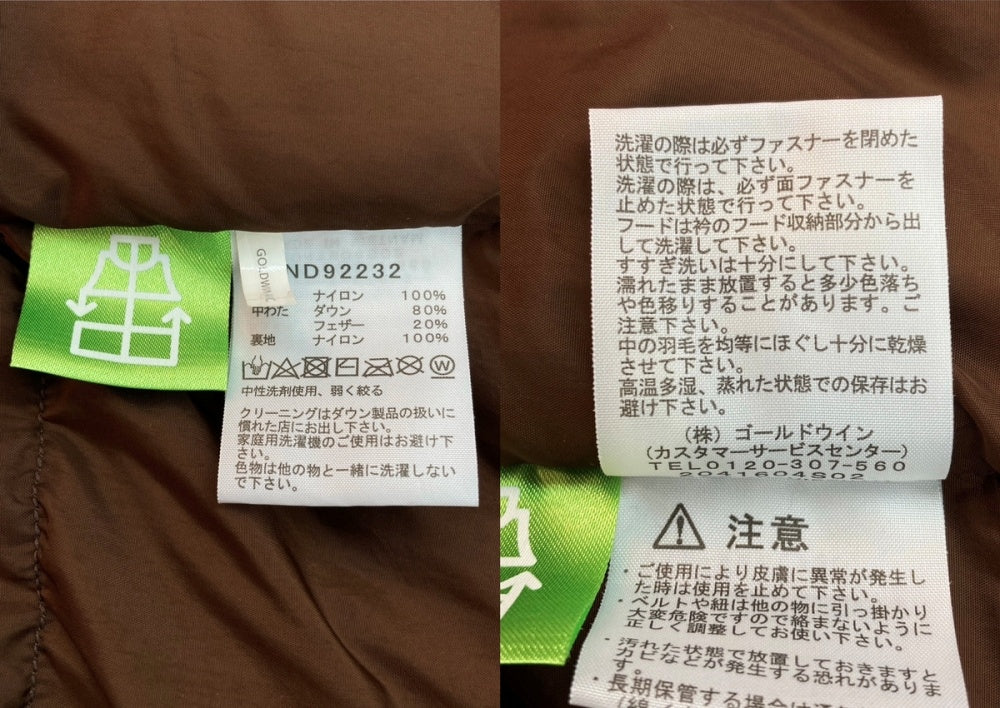 GOLDWIN
ND92232
ナイロン 100%
中わた ダウン 80%
フェザー 20%
裏地 ナイロン 100%
中性洗剤使用、弱く絞る
クリーニングはダウン製品の扱いに
慣れた店にお出し下さい。
家庭用洗濯機のご使用はお避け下
さい。
色物は他の物と一緒に洗濯しない
で下さい。
洗濯の際は必ずファスナーを閉めた
状態で行って下さい。
洗濯の際は、必ず面ファスナーを
止めた状態で行って下さい。
フードは衿のフード収納部分から出
して洗濯して下さい。
すすぎ洗いは十分にして下さい。
濡れたまま放置すると多少色落ち
や色移りすることがあります。ご
注意下さい。
中の羽毛を均等にほぐし十分に乾燥
させて下さい。
高温多湿、蒸れた状態での保存はお
避け下さい。
(株) ゴールドウイン
(カスタマーサービスセンター)
TEL0120-307-560
5041604S02
注意
・ご使用により皮膚に異常が発生し
た時は使用を止めて下さい。
・ベルトや紐は他の物に引っ掛かり
大変危険ですので絡まないように
正しく調整してお使い下さい。
・汚れた状態で放置しておきますと
カビなどが発生する恐れがありま
す。
・長期保管する場合は